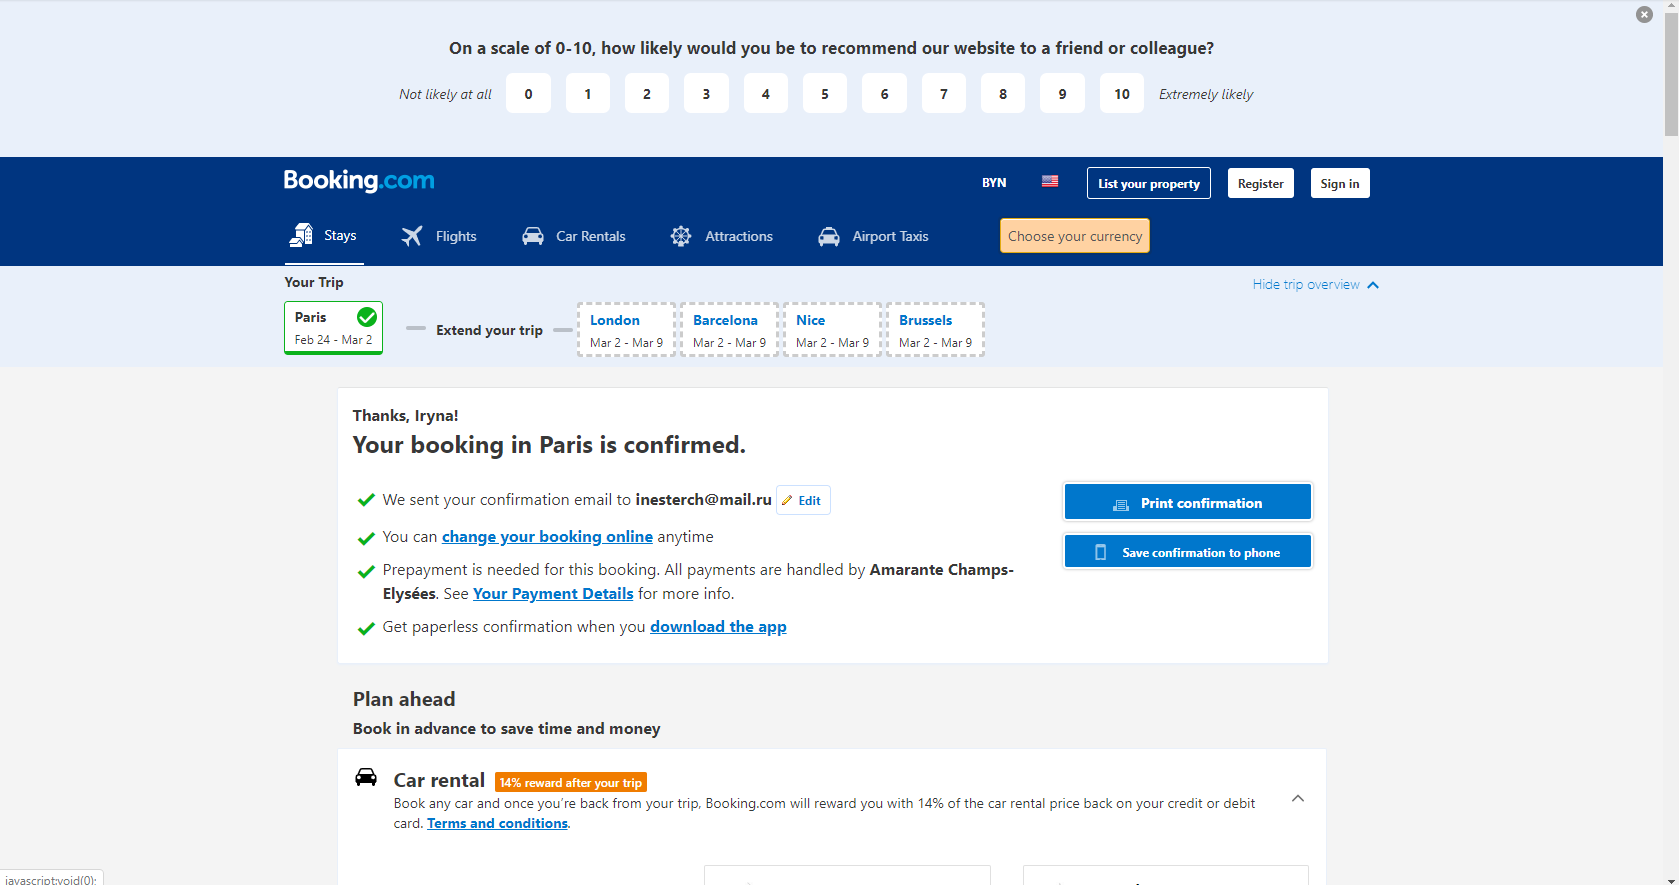 On a scale of 0-10, how likely would you be to recommend our website to a friend or colleague?
Not likely at all 0 1 2 3 4 5 6 7 8 9 10 Extremely likely
Booking.com
BYN
List your property
Register
Sign in
Stays
Flights
Car Rentals
Attractions
Airport Taxis
Choose your currency
Your Trip
Hide trip overview
Paris
Feb 24 - Mar 2
Extend your trip
London
Mar 2 - Mar 9
Barcelona
Mar 2 - Mar 9
Nice
Mar 2 - Mar 9
Brussels
Mar 2 - Mar 9
Thanks, Iryna!
Your booking in Paris is confirmed.
We sent your confirmation email to inesterch@mail.ru Edit
You can change your booking online anytime
Prepayment is needed for this booking. All payments are handled by Amarante Champs-
Elysées. See Your Payment Details for more info.
Get paperless confirmation when you download the app
Print confirmation
Save confirmation to phone
Plan ahead
Book in advance to save time and money
Car rental 14% reward after your trip
Book any car and once you're back from your trip, Booking.com will reward you with 14% of the car rental price back on your credit or debit
card. Terms and conditions.
javascript:void(0);